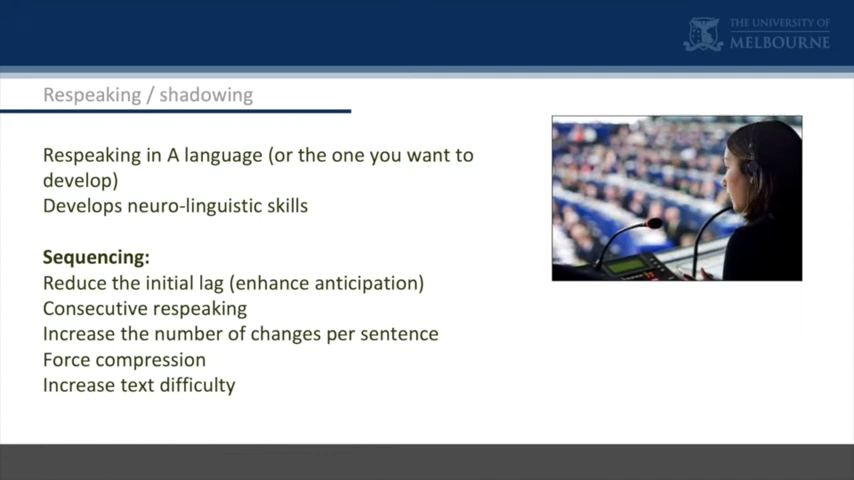 THE UNIVERSITY OF
MELBOURNE
Respeaking / shadowing
Respeaking in A language (or the one you want to
develop)
Develops neuro-linguistic skills
Sequencing:
Reduce the initial lag (enhance anticipation)
Consecutive respeaking
Increase the number of changes per sentence
Force compression
Increase text difficulty